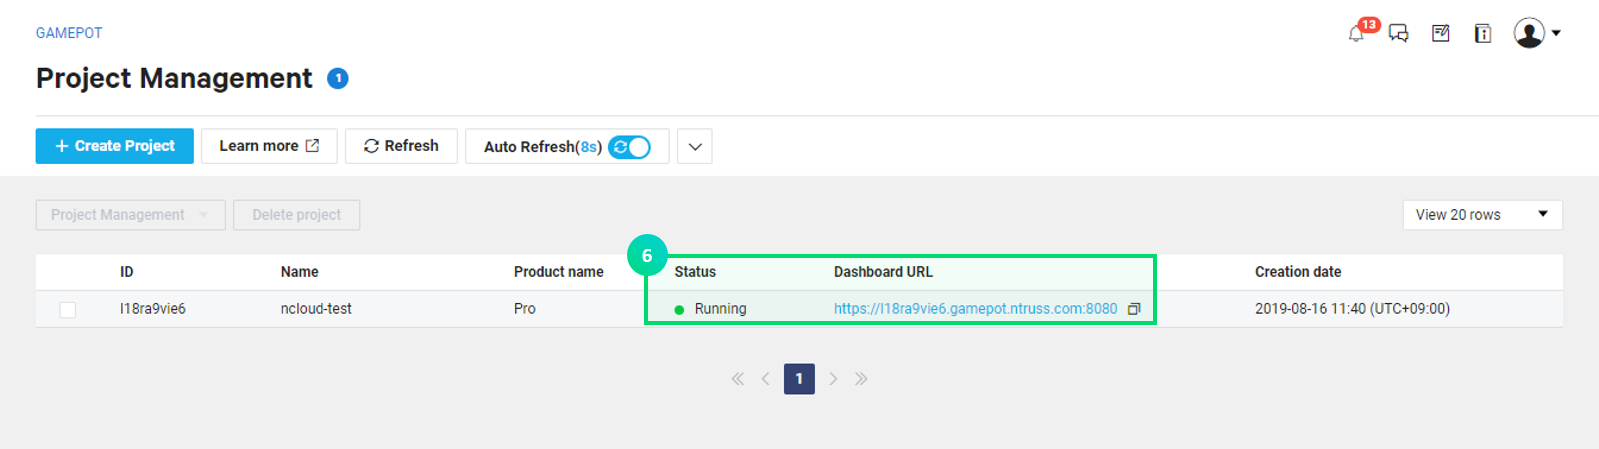 GAMEPOT
13
Project Management 1
+ Create Project Learn more Refresh Auto Refresh(8s)
Project Management Delete project View 20 rows
6
ID Name Product name Status Dashboard URL Creation date
l18ra9vie6 ncloud-test Pro Running https://l18ra9vie6.gamepot.ntruss.com:8080 2019-08-16 11:40 (UTC+09:00)
1